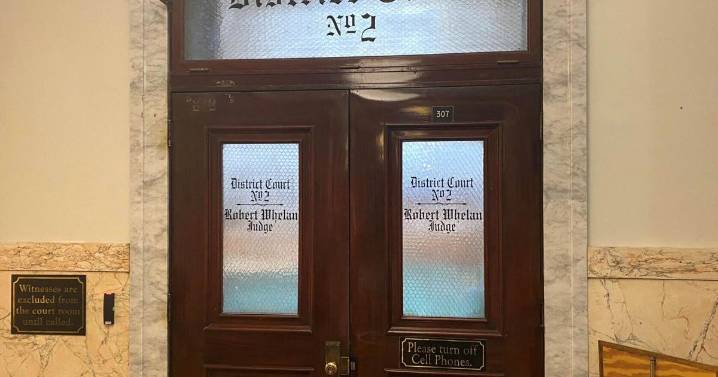 District C
Nº 2
307
District Court
Nº 2
Robert Whelan
Judge
District Court
Nº 2
Robert Whelan
Judge
Witnesses are
excluded from
the court room
until called.
Please turn off
Cell Phones.